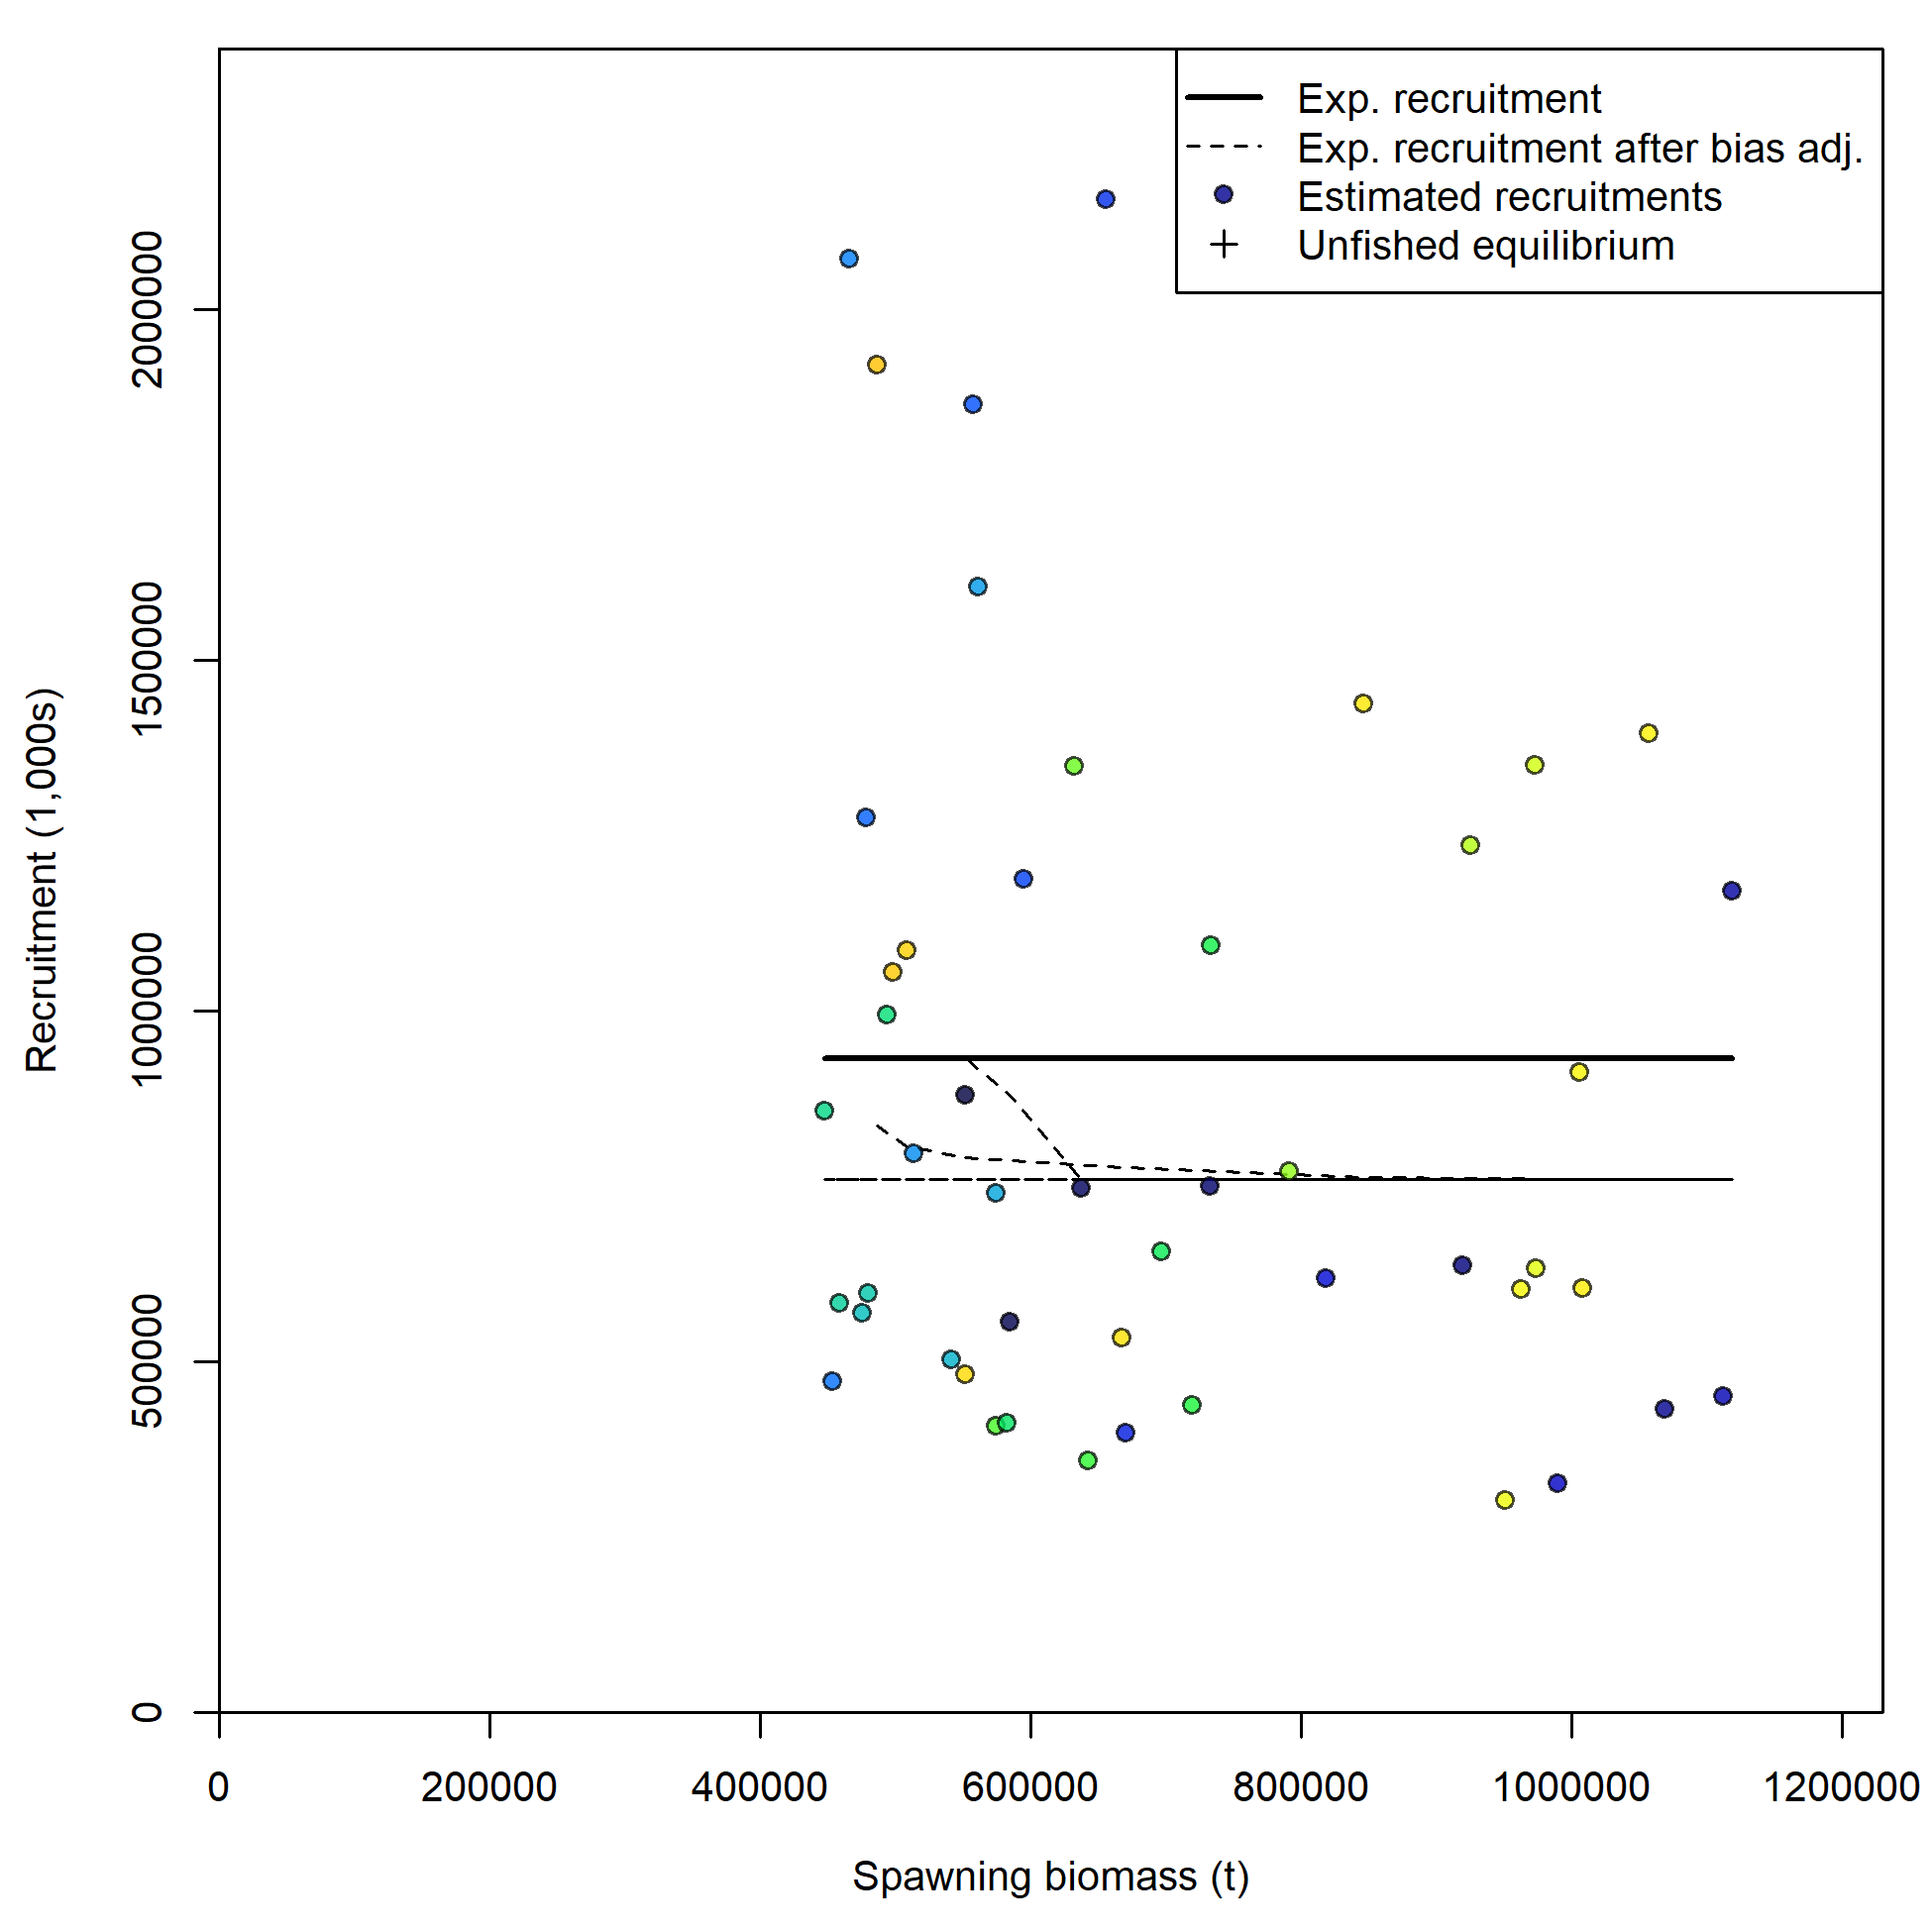 Exp. recruitment
Exp. recruitment after bias adj.
Estimated recruitments
Unfished equilibrium
Recruitment (1,000s)
2000000
1500000
1000000
500000
0
0 200000 400000 600000 800000 1000000 1200000
Spawning biomass (t)